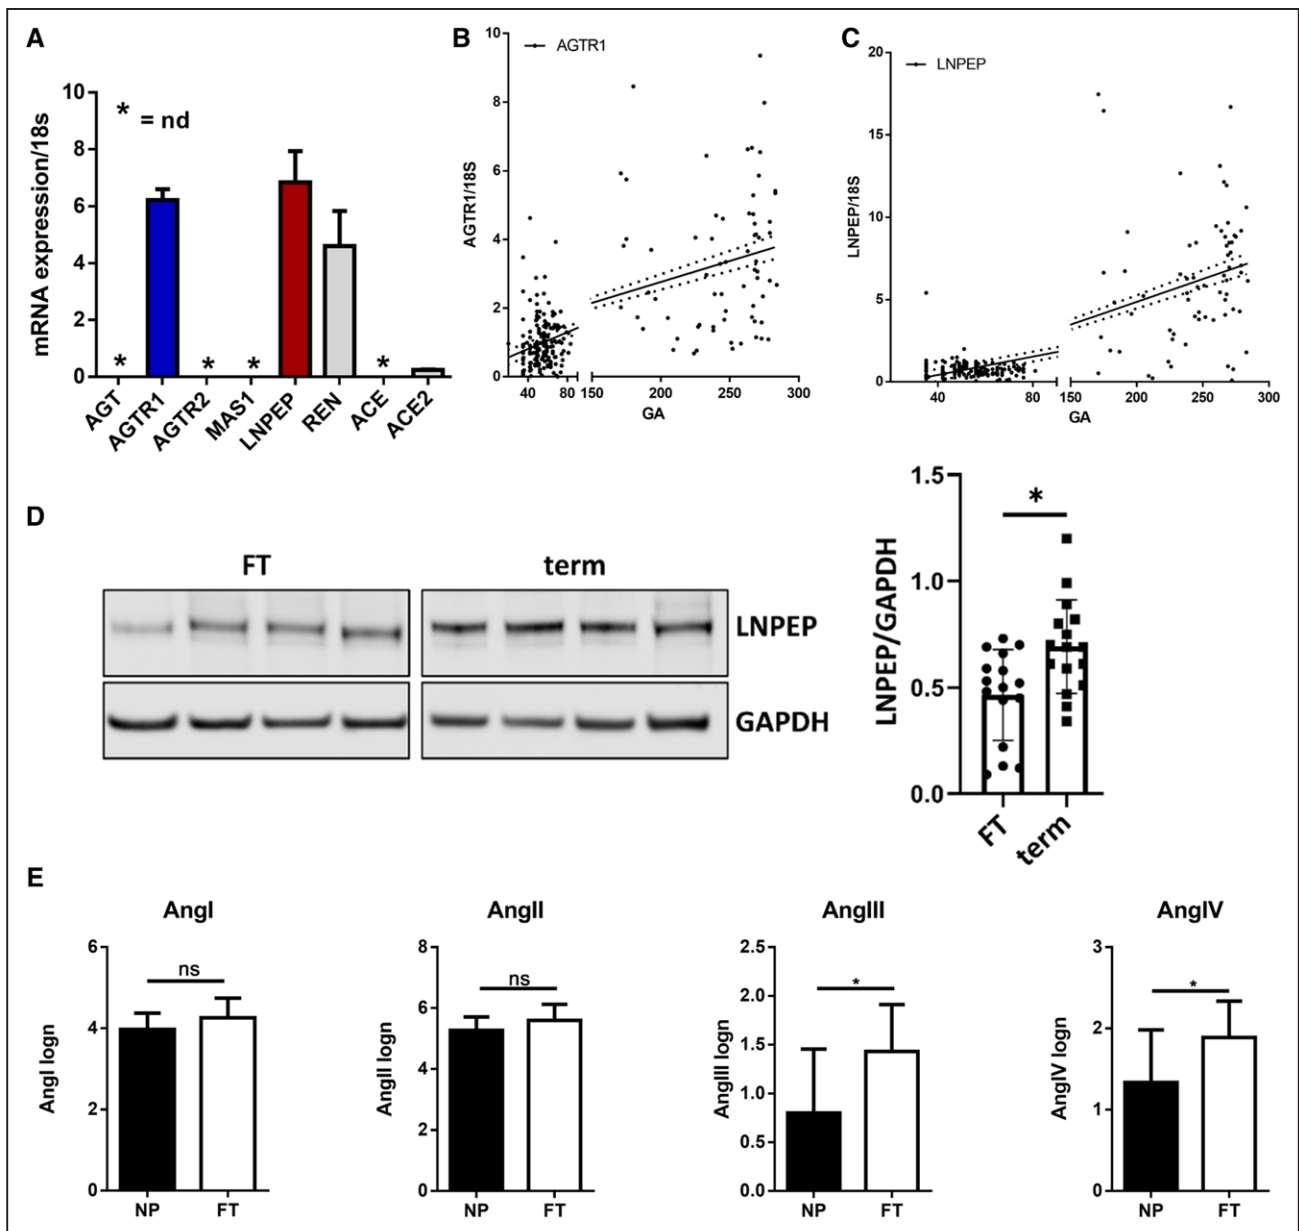 A
mRNA expression/18s
10
8
6
4
2
0
* = nd
*
*
*
*
AGT
AGTR1
AGTR2
MAS1
LNPEP
REN
ACE
ACE2
B
AGTR1
AGTR1/18S
10
8
6
4
2
0
40
80
150
200
250
300
GA
C
LNPEP
LNPEP/18S
20
15
10
5
0
40
80
150
200
250
300
GA
D
FT
term
LNPEP
GAPDH
LNPEP/GAPDH
1.5
1.0
0.5
0.0
*
FT
term
E
AngI
AngI logn
6
4
2
0
ns
NP
FT
AngII
AngII logn
8
6
4
2
0
ns
NP
FT
AngIII
AngIII logn
2.5
2.0
1.5
1.0
0.5
0.0
*
NP
FT
AngIV
AngIV logn
3
2
1
0
*
NP
FT